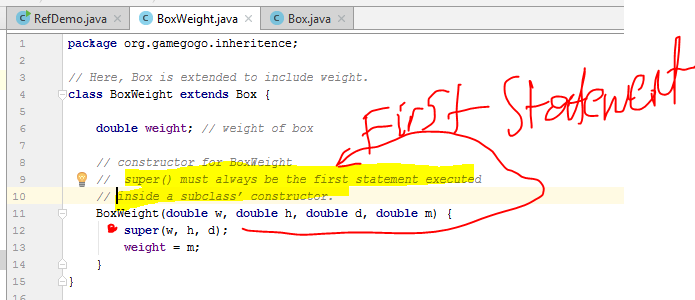 RefDemo.java BoxWeight.java Box.java
1 package org.gamegogo.inheritence;
2
3 // Here, Box is extended to include weight.
4 class BoxWeight extends Box {
5
6 double weight; // weight of box
7
8 // constructor for BoxWeight
9 // super() must always be the first statement executed
10 // inside a subclass’ constructor.
11 BoxWeight(double w, double h, double d, double m) {
12 super(w, h, d);
13 weight = m;
14 }
15 }
16
First Statement